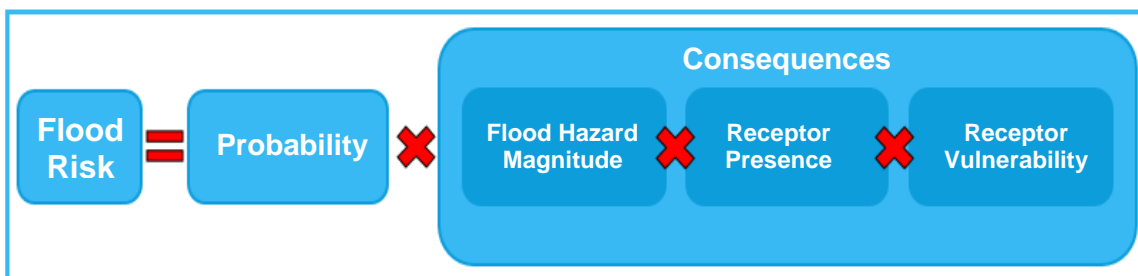 Consequences
Flood
Risk
Probability
Flood Hazard
Magnitude
Receptor
Presence
Receptor
Vulnerability